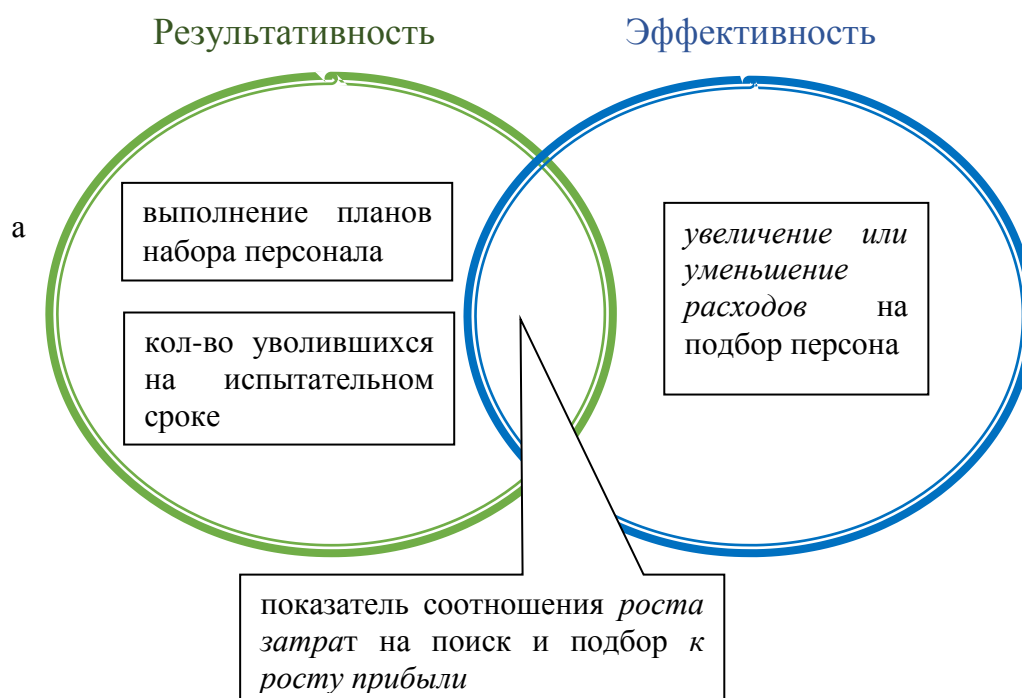 Результативность
Эффективность
а
выполнение планов
набора персонала
кол-во уволившихся
на испытательном
сроке
увеличение или
уменьшение
расходов на
подбор персона
показатель соотношения роста
затрат на поиск и подбор к
росту прибыли